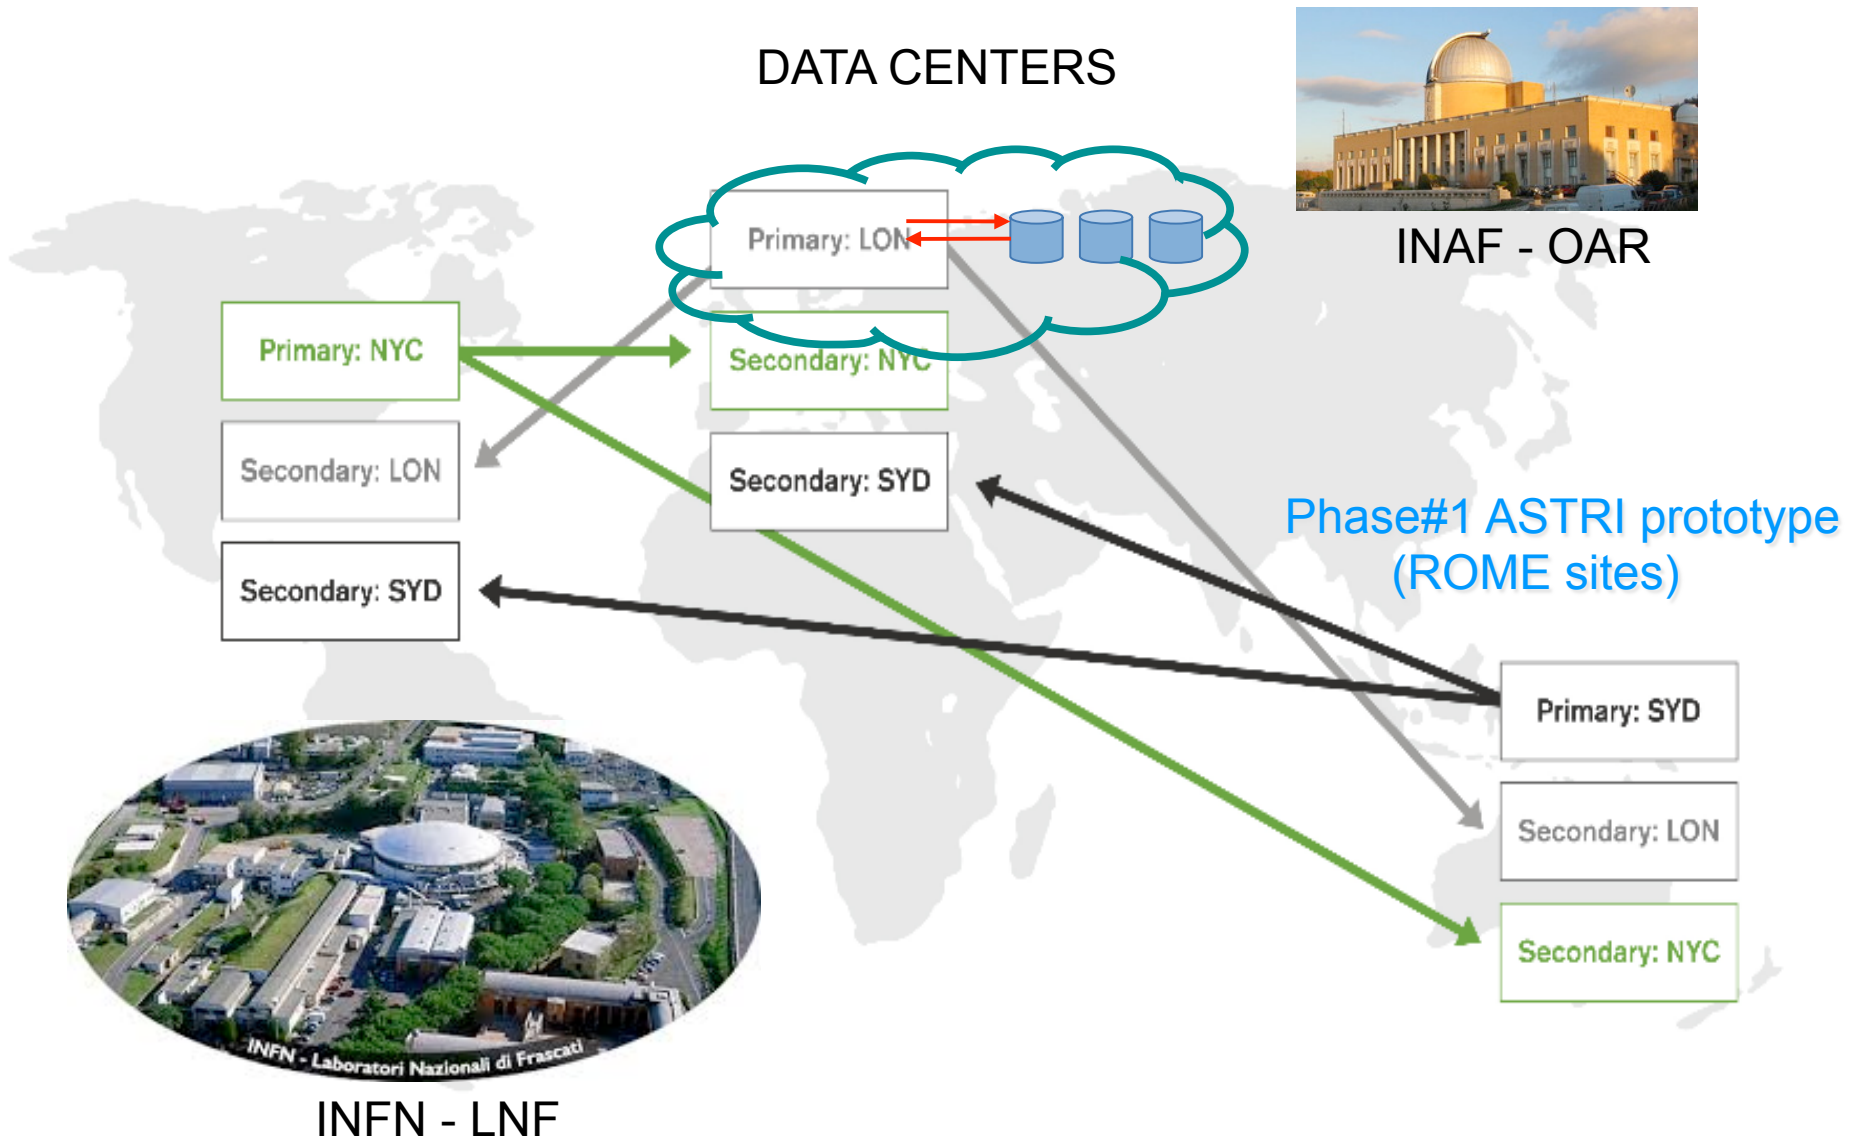 DATA CENTERS
INAF - OAR
Primary: LON
Primary: NYC
Secondary: NYC
Secondary: LON
Secondary: SYD
Phase#1 ASTRI prototype
(ROME sites)
Secondary: SYD
Primary: SYD
Secondary: LON
Secondary: NYC
INFN - Laboratori Nazionali di Frascati
INFN - LNF